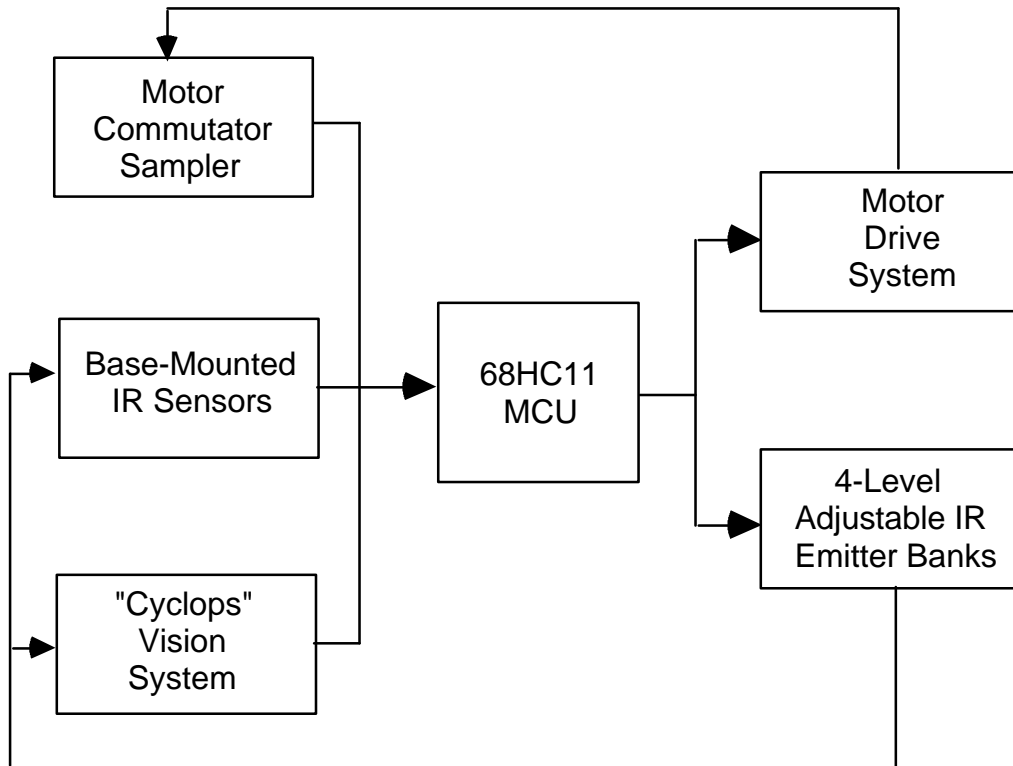 Motor
Commutator
Sampler
Motor
Drive
System
Base-Mounted
IR Sensors
68HC11
MCU
4-Level
Adjustable IR
Emitter Banks
"Cyclops"
Vision
System